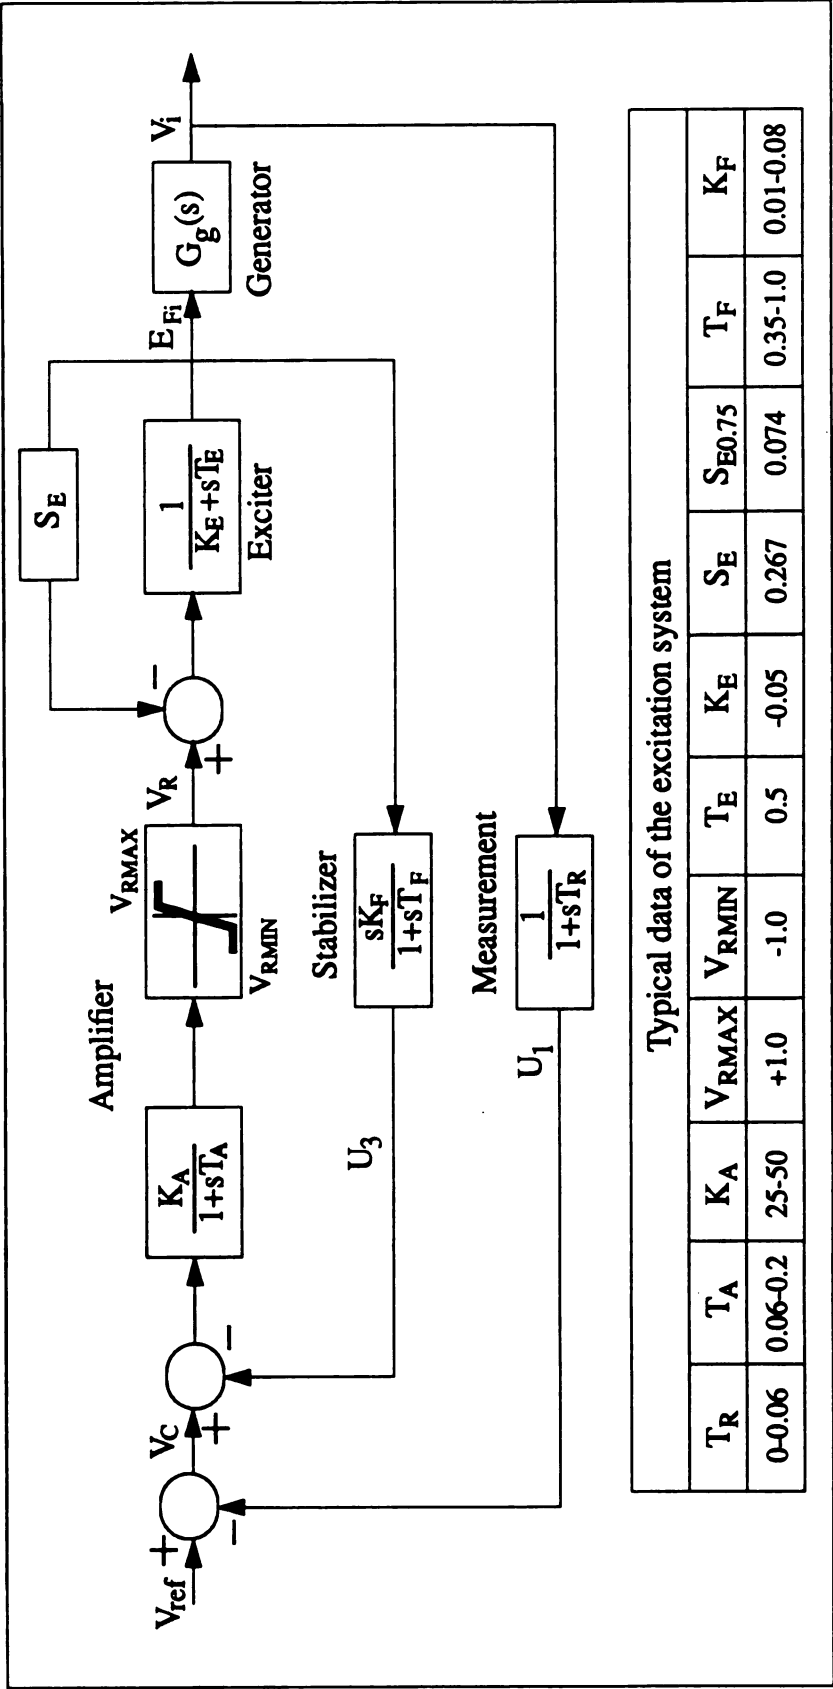 S_E
V_ref
+
−
V_C
+
−
K_A
1+sT_A
Amplifier
V_RMAX
V_RMIN
V_R
+
−
1
K_E+sT_E
Exciter
E_Fi
G_g(s)
Generator
V_i
U_3
Stabilizer
sK_F
1+sT_F
U_1
Measurement
1
1+sT_R
Typical data of the excitation system
T_R T_A K_A V_RMAX V_RMIN T_E K_E S_E S_E0.75 T_F K_F
0-0.06 0.06-0.2 25-50 +1.0 -1.0 0.5 -0.05 0.267 0.074 0.35-1.0 0.01-0.08